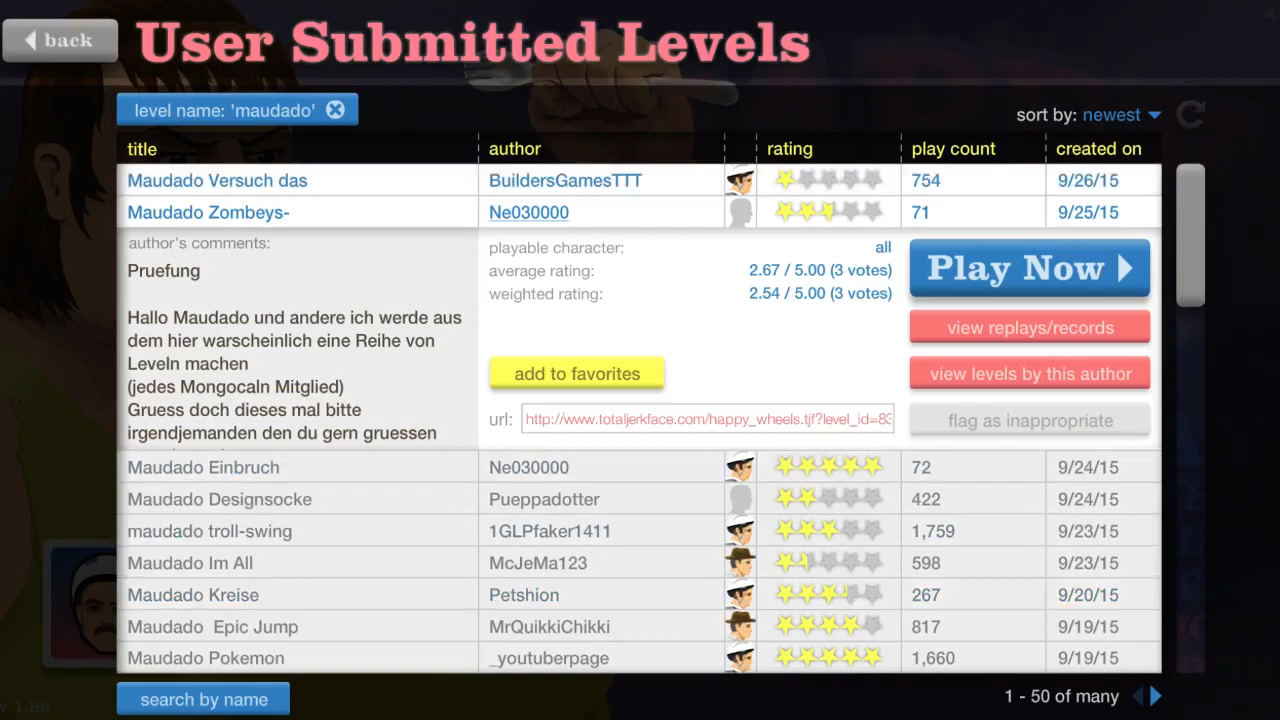 back
User Submitted Levels
level name: 'maudado'
sort by: newest
title author rating play count created on
Maudado Versuch das BuildersGamesTTT 754 9/26/15
Maudado Zombeys- Ne030000 71 9/25/15
author's comments:
Pruefung
Hallo Maudado und andere ich werde aus
dem hier warscheinlich eine Reihe von
Leveln machen
(jedes Mongocaln Mitglied)
Gruess doch dieses mal bitte
irgendjemanden den du gern gruessen
playable character: all
average rating: 2.67 / 5.00 (3 votes)
weighted rating: 2.54 / 5.00 (3 votes)
add to favorites
url: http://www.totaljerkface.com/happy_wheels.tjf?level_id=83
Play Now
view replays/records
view levels by this author
flag as inappropriate
Maudado Einbruch Ne030000 72 9/24/15
Maudado Designsocke Pueppadotter 422 9/24/15
maudado troll-swing 1GLPfaker1411 1,759 9/23/15
Maudado Im All McJeMa123 598 9/23/15
Maudado Kreise Petshion 267 9/20/15
Maudado  Epic Jump MrQuikkiChikki 817 9/19/15
Maudado Pokemon _youtuberpage 1,660 9/19/15
search by name
1 - 50 of many
v 1.86